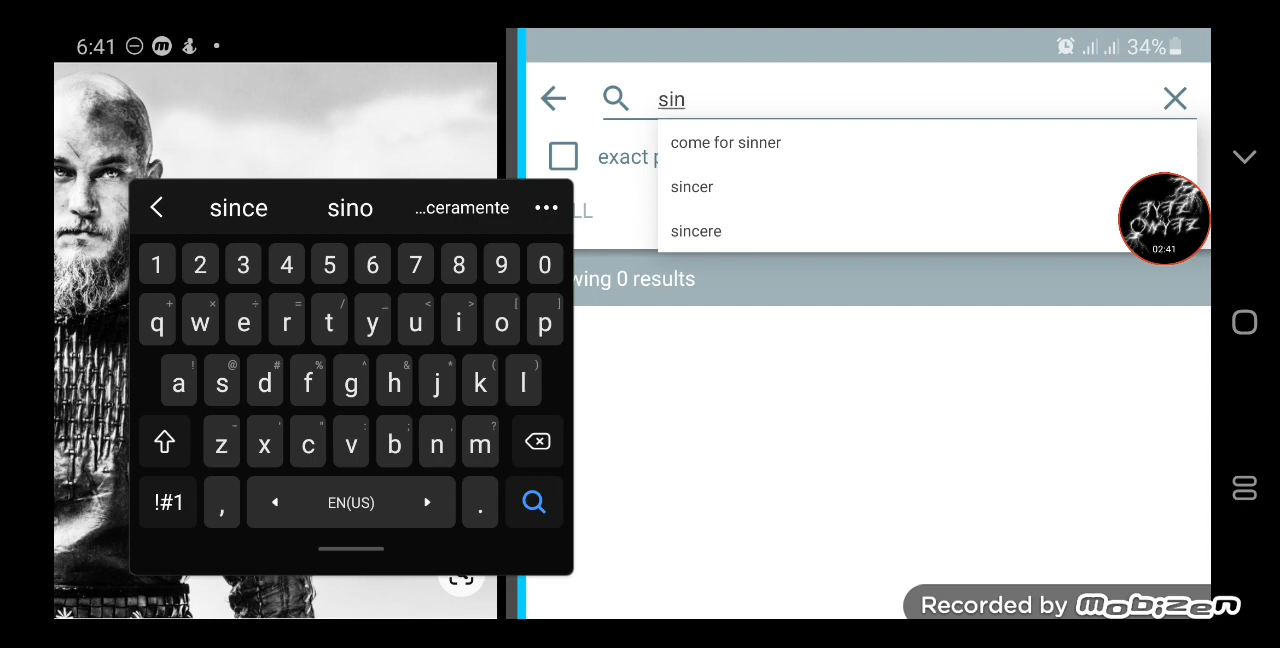 6:41
34%
sin
exact p
come for sinner
sincer
sincere
LL
02:41
wing 0 results
since sino ...ceramente
1 2 3 4 5 6 7 8 9 0
+ × ÷ = / _ < > [ ]
q w e r t y u i o p
! @ # % ^ & * ( )
a s d f g h j k l
- ' " : ; , ?
z x c v b n m
!#1 , EN(US) .
Recorded by mobizen